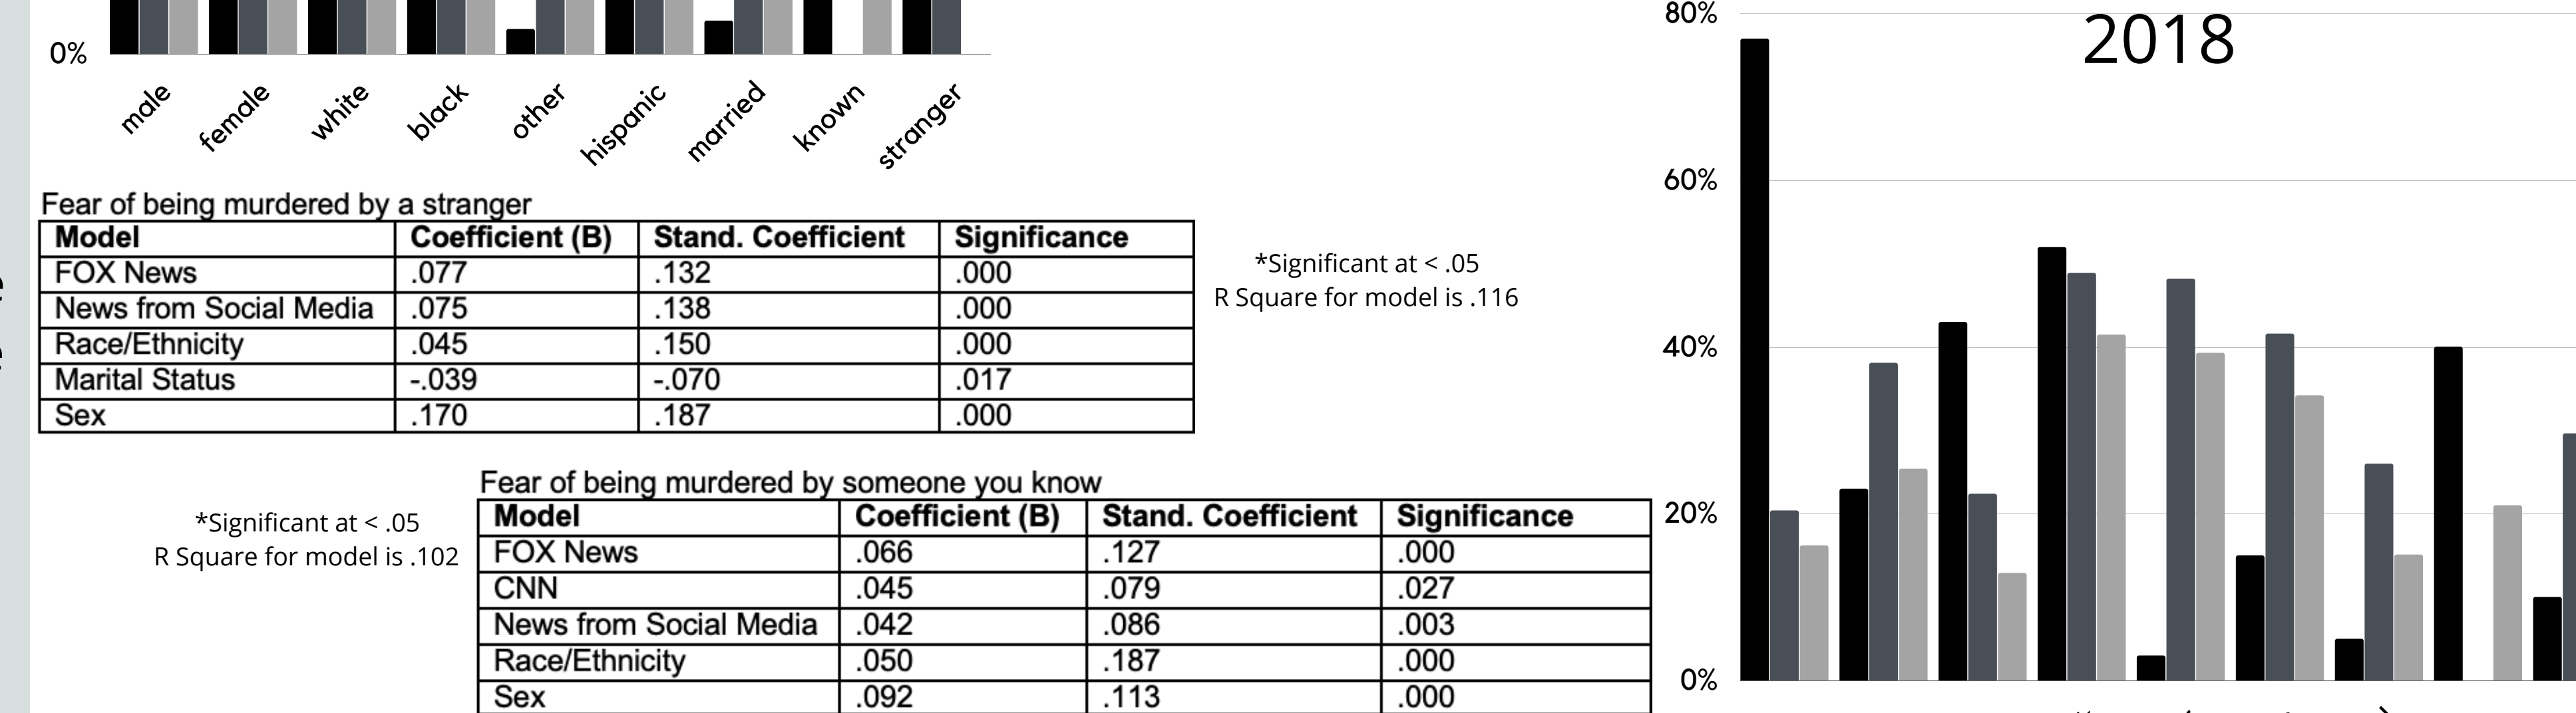 0%
male
female
white
black
other
hispanic
married
known
stranger
Fear of being murdered by a stranger
Model Coefficient (B) Stand. Coefficient Significance
FOX News .077 .132 .000
News from Social Media .075 .138 .000
Race/Ethnicity .045 .150 .000
Marital Status -.039 -.070 .017
Sex .170 .187 .000
*Significant at < .05
R Square for model is .116
Fear of being murdered by someone you know
Model Coefficient (B) Stand. Coefficient Significance
FOX News .066 .127 .000
CNN .045 .079 .027
News from Social Media .042 .086 .003
Race/Ethnicity .050 .187 .000
Sex .092 .113 .000
*Significant at < .05
R Square for model is .102
2018
80%
60%
40%
20%
0%